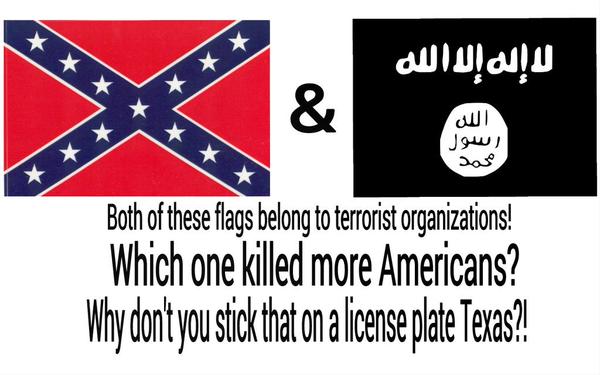 &
لا إله إلا الله
الله
رسول
محمد
Both of these flags belong to terrorist organizations!
Which one killed more Americans?
Why don't you stick that on a license plate Texas?!